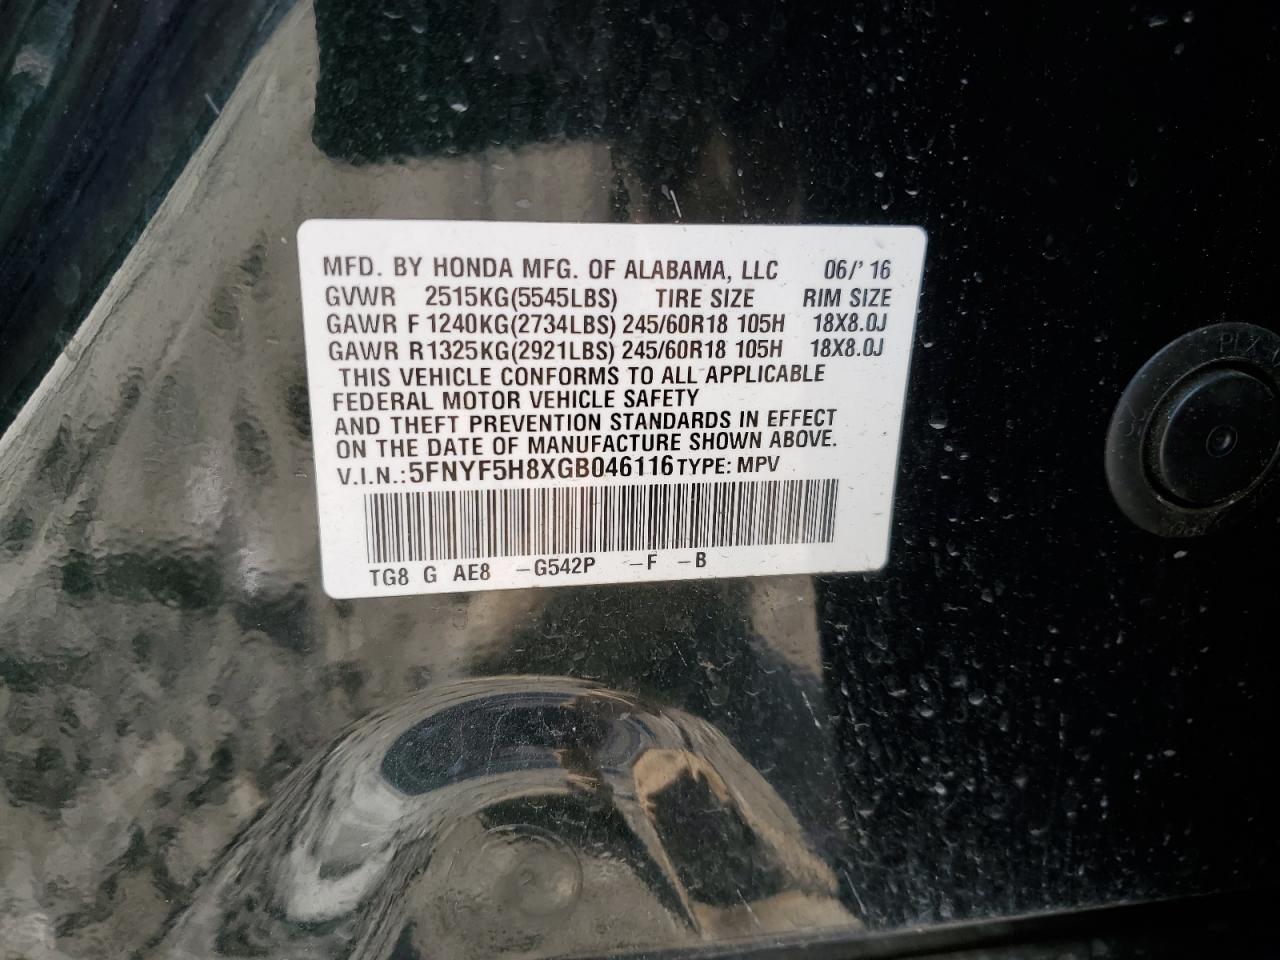 MFD. BY HONDA MFG. OF ALABAMA, LLC 06/'16
GVWR 2515KG(5545LBS) TIRE SIZE RIM SIZE
GAWR F 1240KG(2734LBS) 245/60R18 105H 18X8.0J
GAWR R 1325KG(2921LBS) 245/60R18 105H 18X8.0J
THIS VEHICLE CONFORMS TO ALL APPLICABLE
FEDERAL MOTOR VEHICLE SAFETY
AND THEFT PREVENTION STANDARDS IN EFFECT
ON THE DATE OF MANUFACTURE SHOWN ABOVE.
V.I.N.: 5FNYF5H8XGB046116 TYPE: MPV
TG8 G AE8 -G542P -F -B